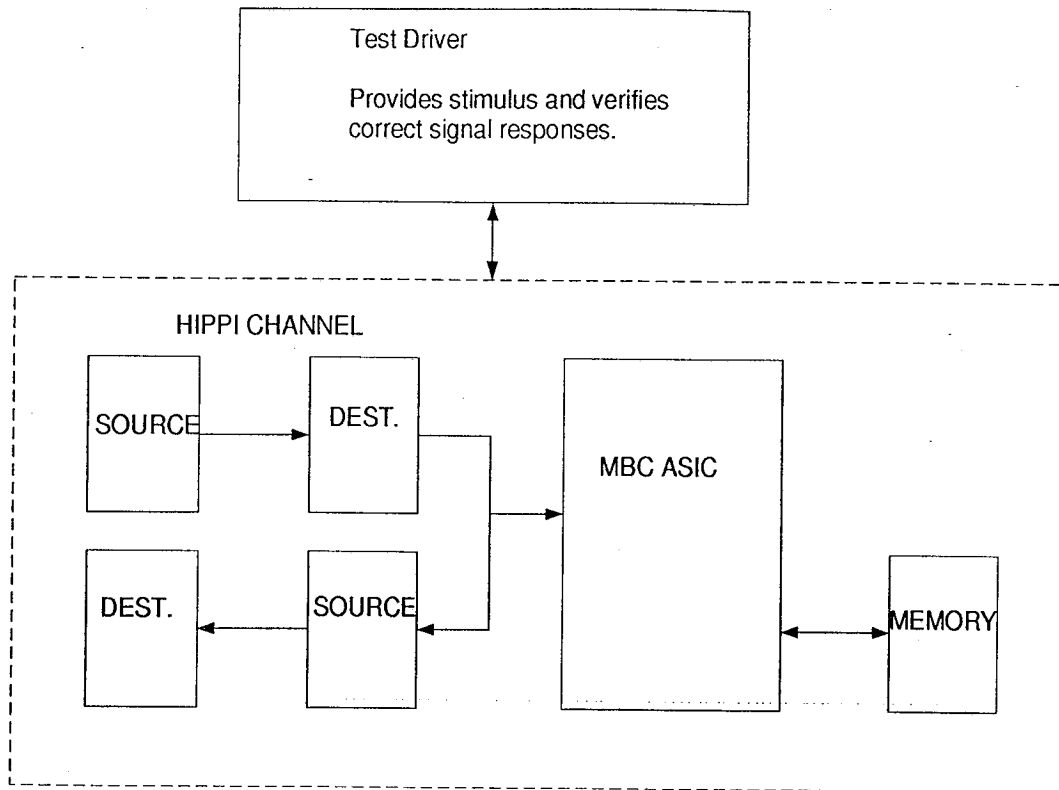 Test Driver
Provides stimulus and verifies
correct signal responses.
HIPPI CHANNEL
SOURCE
DEST.
MBC ASIC
DEST.
SOURCE
MEMORY